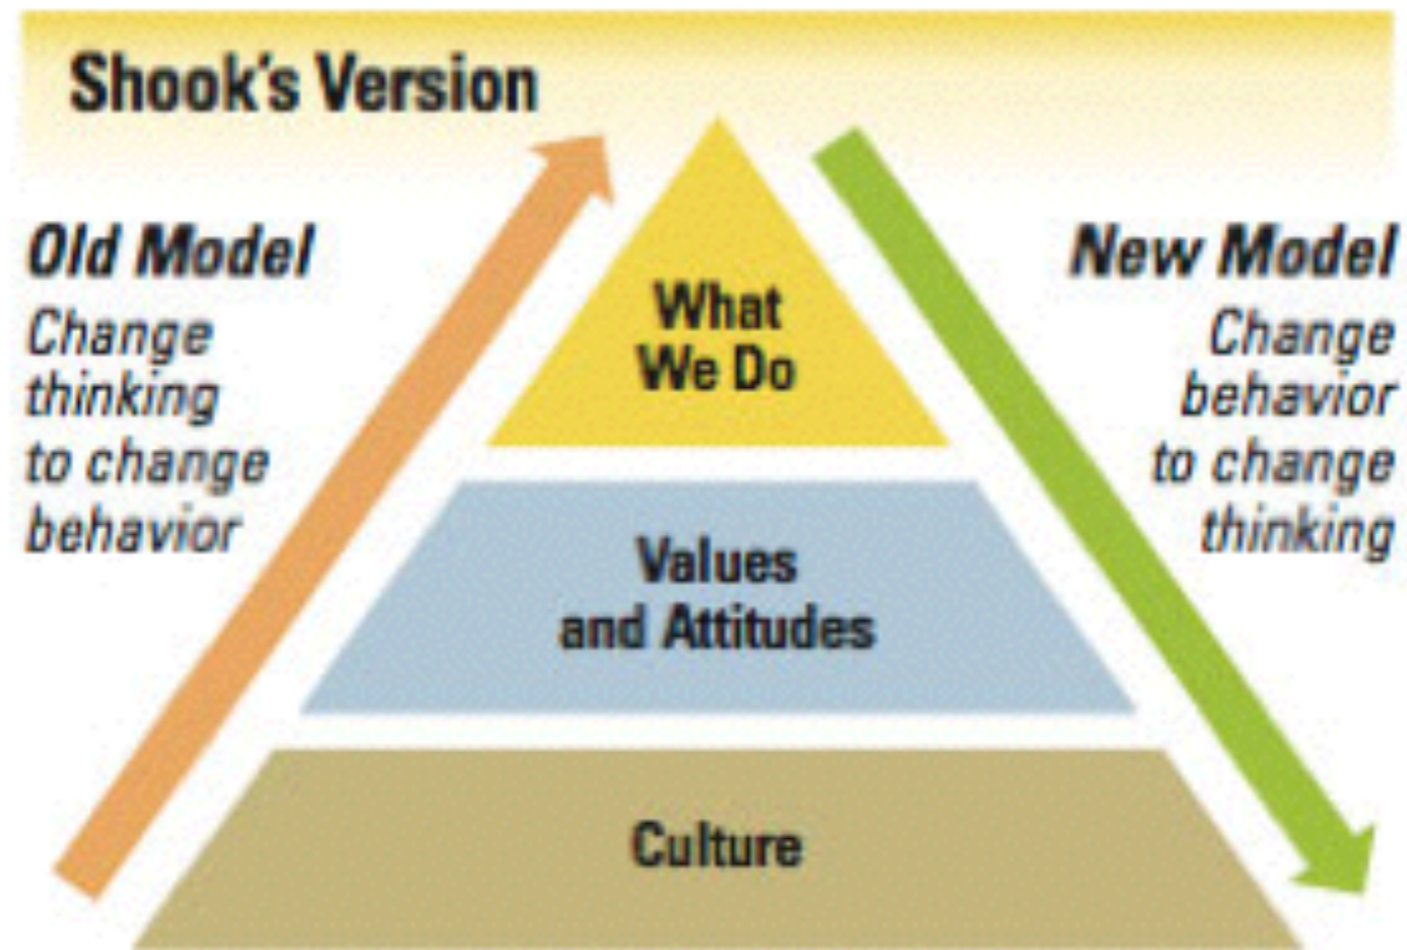 Shook's Version
Old Model
Change
thinking
to change
behavior
What
We Do
Values
and Attitudes
Culture
New Model
Change
behavior
to change
thinking